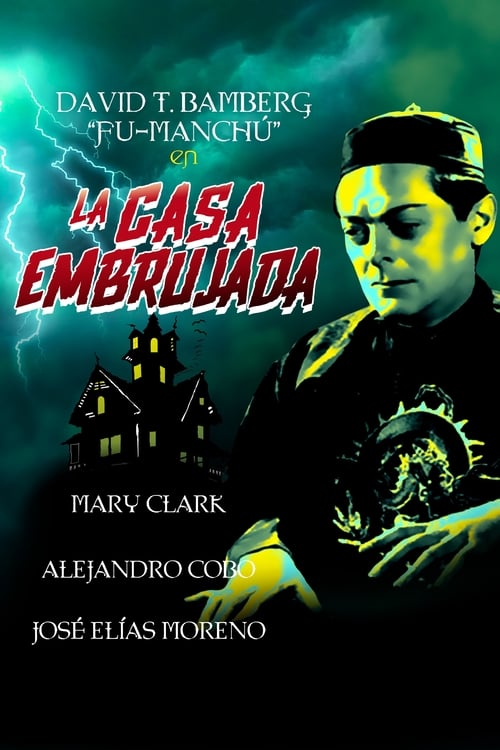 DAVID T. BAMBERG
"FU-MANCHÚ"
en
LA CASA
EMBRUJADA
MARY CLARK
ALEJANDRO COBO
JOSÉ ELÍAS MORENO